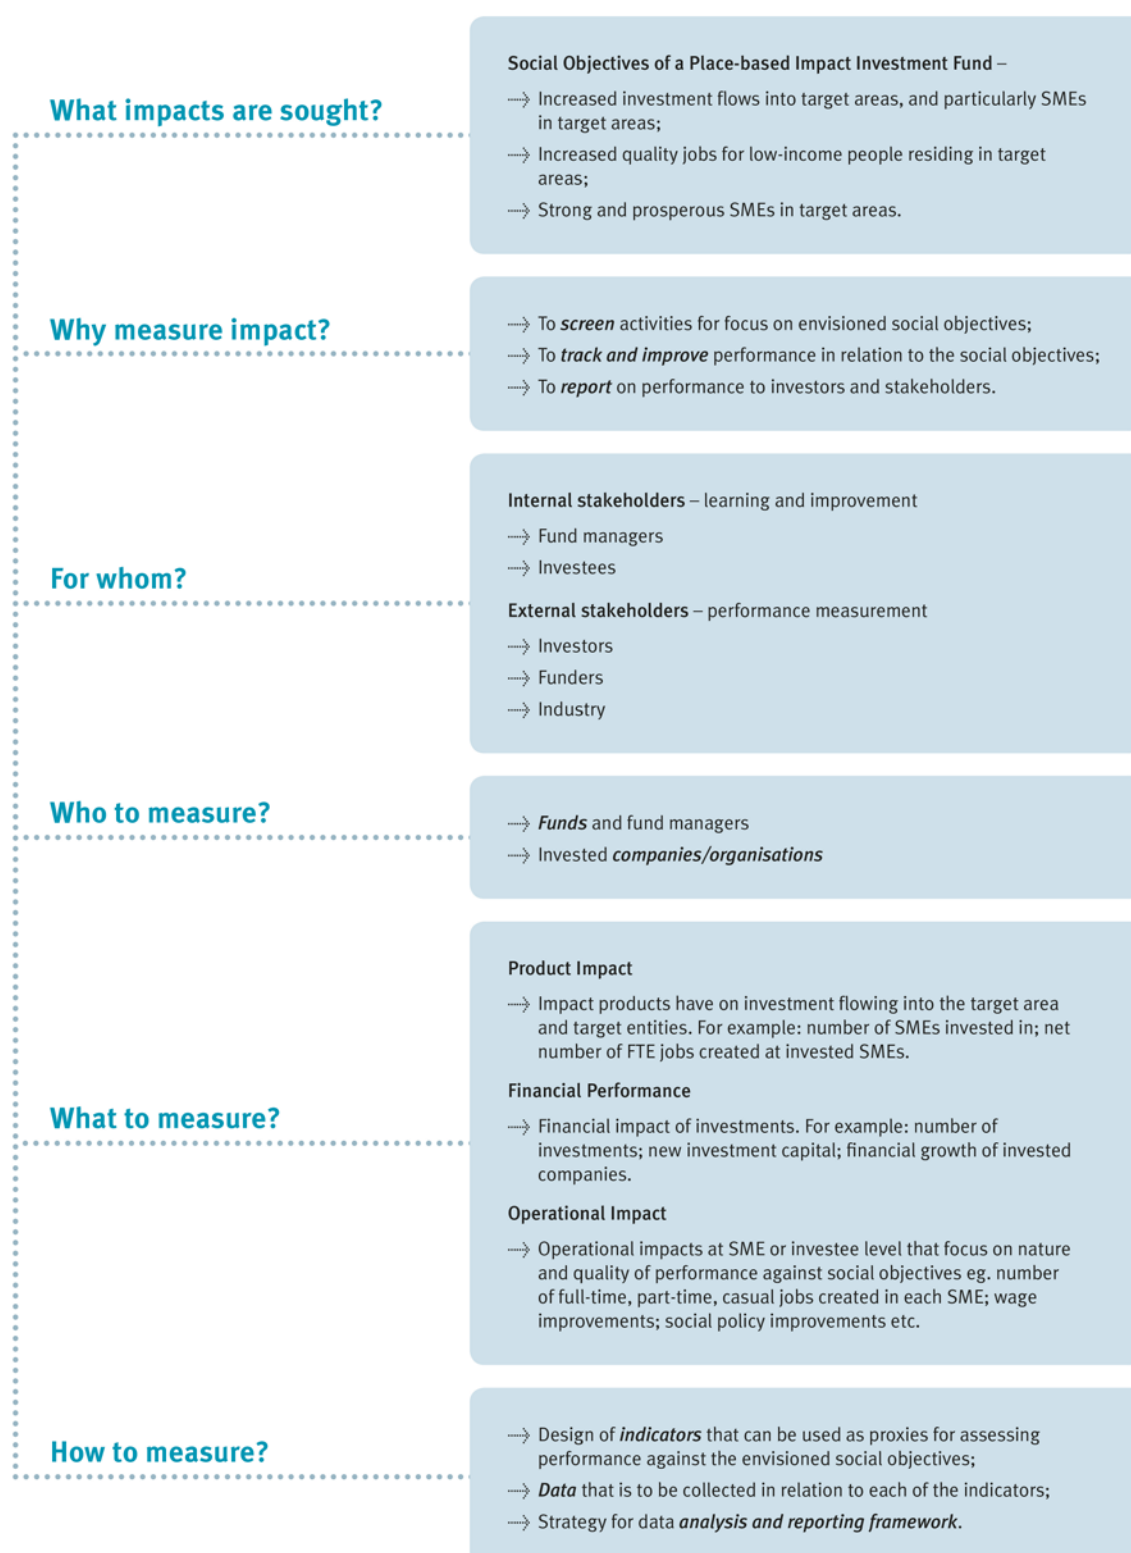 What impacts are sought?
Social Objectives of a Place-based Impact Investment Fund –
Increased investment flows into target areas, and particularly SMEs
in target areas;
Increased quality jobs for low-income people residing in target
areas;
Strong and prosperous SMEs in target areas.
Why measure impact?
To screen activities for focus on envisioned social objectives;
To track and improve performance in relation to the social objectives;
To report on performance to investors and stakeholders.
For whom?
Internal stakeholders – learning and improvement
Fund managers
Investees
External stakeholders – performance measurement
Investors
Funders
Industry
Who to measure?
Funds and fund managers
Invested companies/organisations
What to measure?
Product Impact
Impact products have on investment flowing into the target area
and target entities. For example: number of SMEs invested in; net
number of FTE jobs created at invested SMEs.
Financial Performance
Financial impact of investments. For example: number of
investments; new investment capital; financial growth of invested
companies.
Operational Impact
Operational impacts at SME or investee level that focus on nature
and quality of performance against social objectives eg. number
of full-time, part-time, casual jobs created in each SME; wage
improvements; social policy improvements etc.
How to measure?
Design of indicators that can be used as proxies for assessing
performance against the envisioned social objectives;
Data that is to be collected in relation to each of the indicators;
Strategy for data analysis and reporting framework.